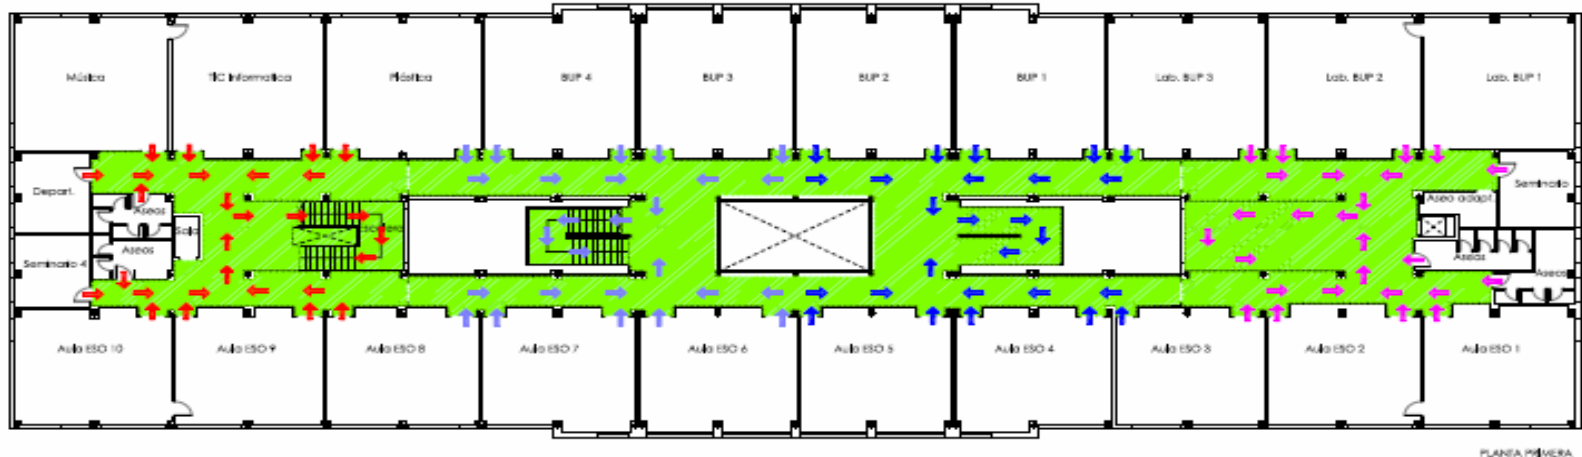 Música
TIC Informatica
Plástica
BUP 4
BUP 3
BUP 2
BUP 1
Lab. BUP 3
Lab. BUP 2
Lab. BUP 1
Depart.
Aseos
Sala
Aseos
Seminario 4
Seminario
Aseo adapt.
Aseos
Aseos
Aula ESO 10
Aula ESO 9
Aula ESO 8
Aula ESO 7
Aula ESO 6
Aula ESO 5
Aula ESO 4
Aula ESO 3
Aula ESO 2
Aula ESO 1
PLANTA PRIMERA